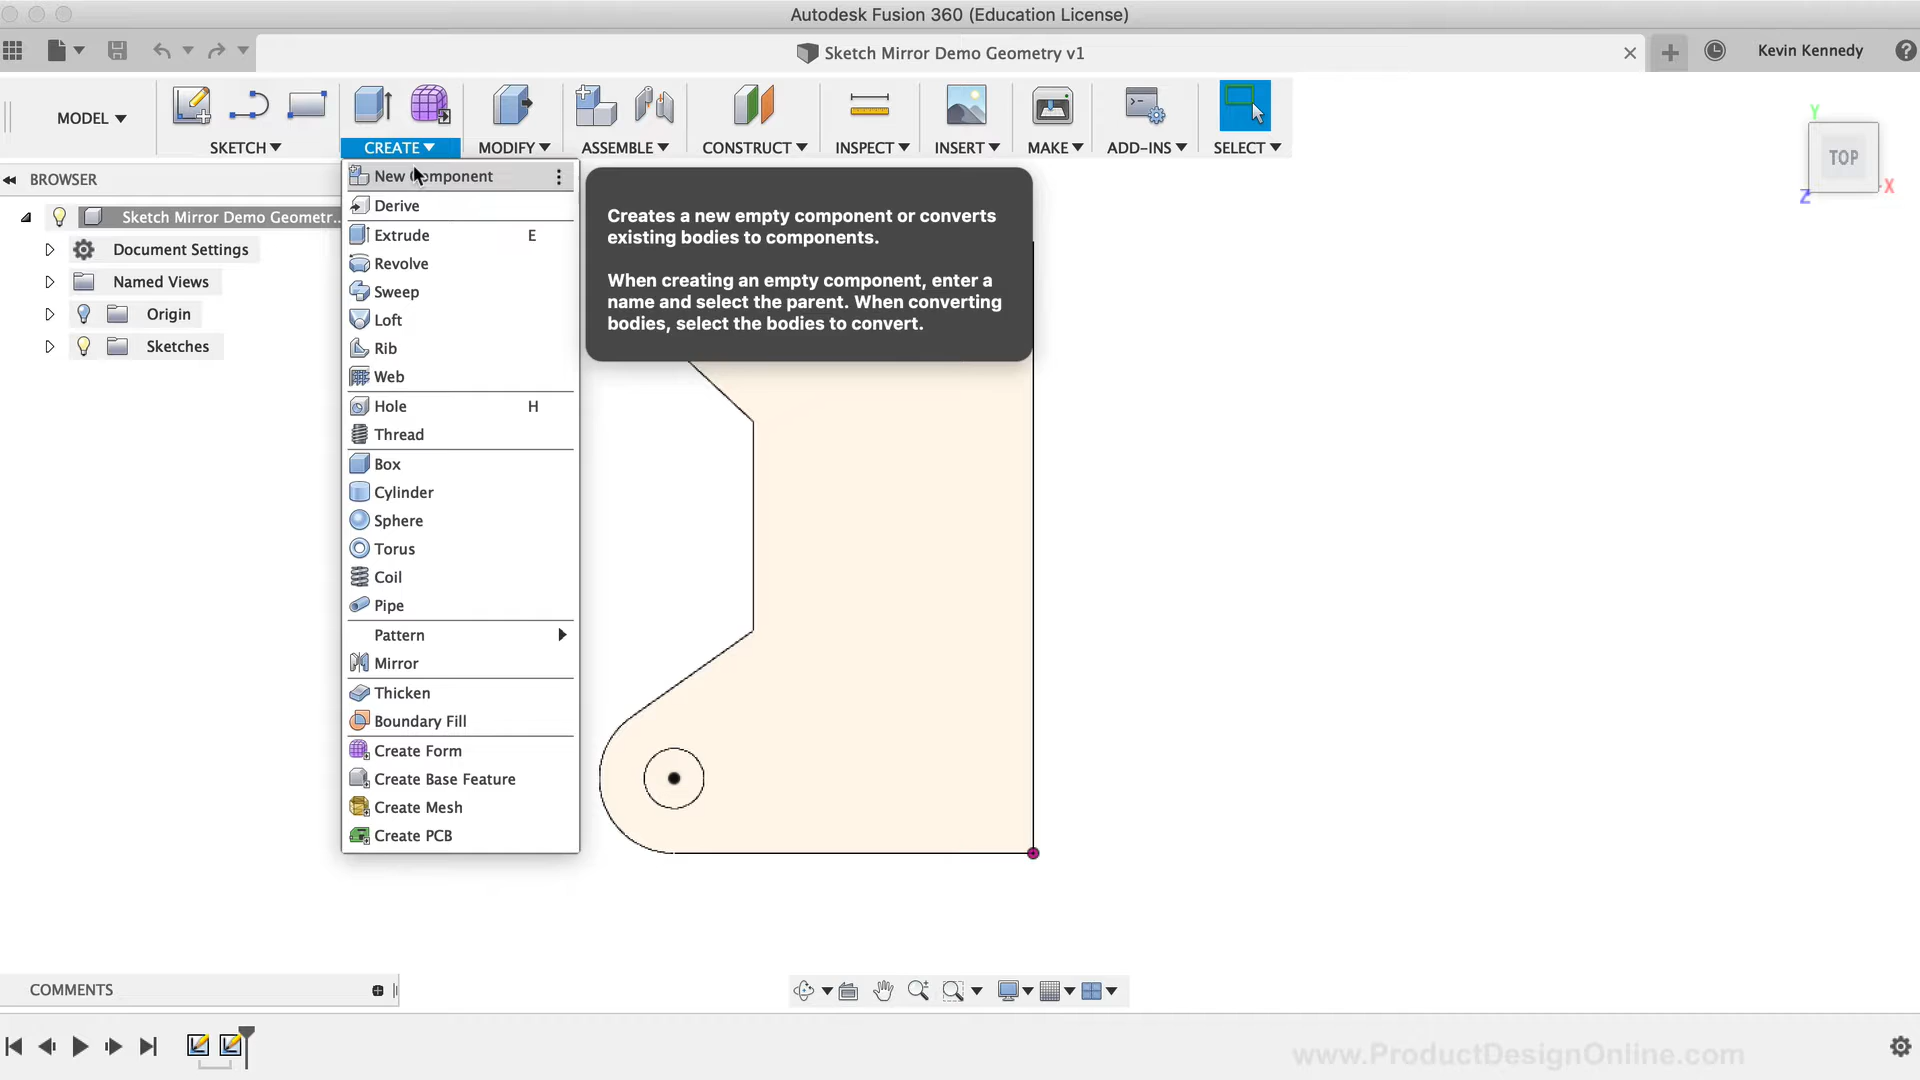 Autodesk Fusion 360 (Education License)
Sketch Mirror Demo Geometry v1
Kevin Kennedy
MODEL
SKETCH
CREATE
MODIFY
ASSEMBLE
CONSTRUCT
INSPECT
INSERT
MAKE
ADD-INS
SELECT
BROWSER
Sketch Mirror Demo Geometr...
Document Settings
Named Views
Origin
Sketches
New Component
Derive
Extrude E
Revolve
Sweep
Loft
Rib
Web
Hole H
Thread
Box
Cylinder
Sphere
Torus
Coil
Pipe
Pattern
Mirror
Thicken
Boundary Fill
Create Form
Create Base Feature
Create Mesh
Create PCB
Creates a new empty component or converts
existing bodies to components.
When creating an empty component, enter a
name and select the parent. When converting
bodies, select the bodies to convert.
Y
TOP
X
Z
COMMENTS
www.ProductDesignOnline.com